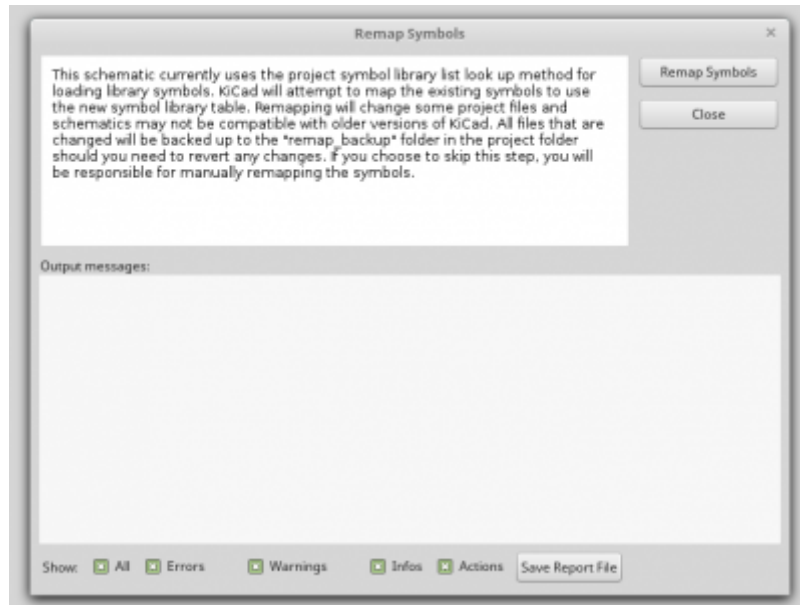 Remap Symbols
This schematic currently uses the project symbol library list look up method for
loading library symbols. KiCad will attempt to map the existing symbols to use
the new symbol library table. Remapping will change some project files and
schematics may not be compatible with older versions of KiCad. All files that are
changed will be backed up to the "remap_backup" folder in the project folder
should you need to revert any changes. If you choose to skip this step, you will
be responsible for manually remapping the symbols.
Remap Symbols
Close
Output messages:
Show: All Errors Warnings Infos Actions Save Report File